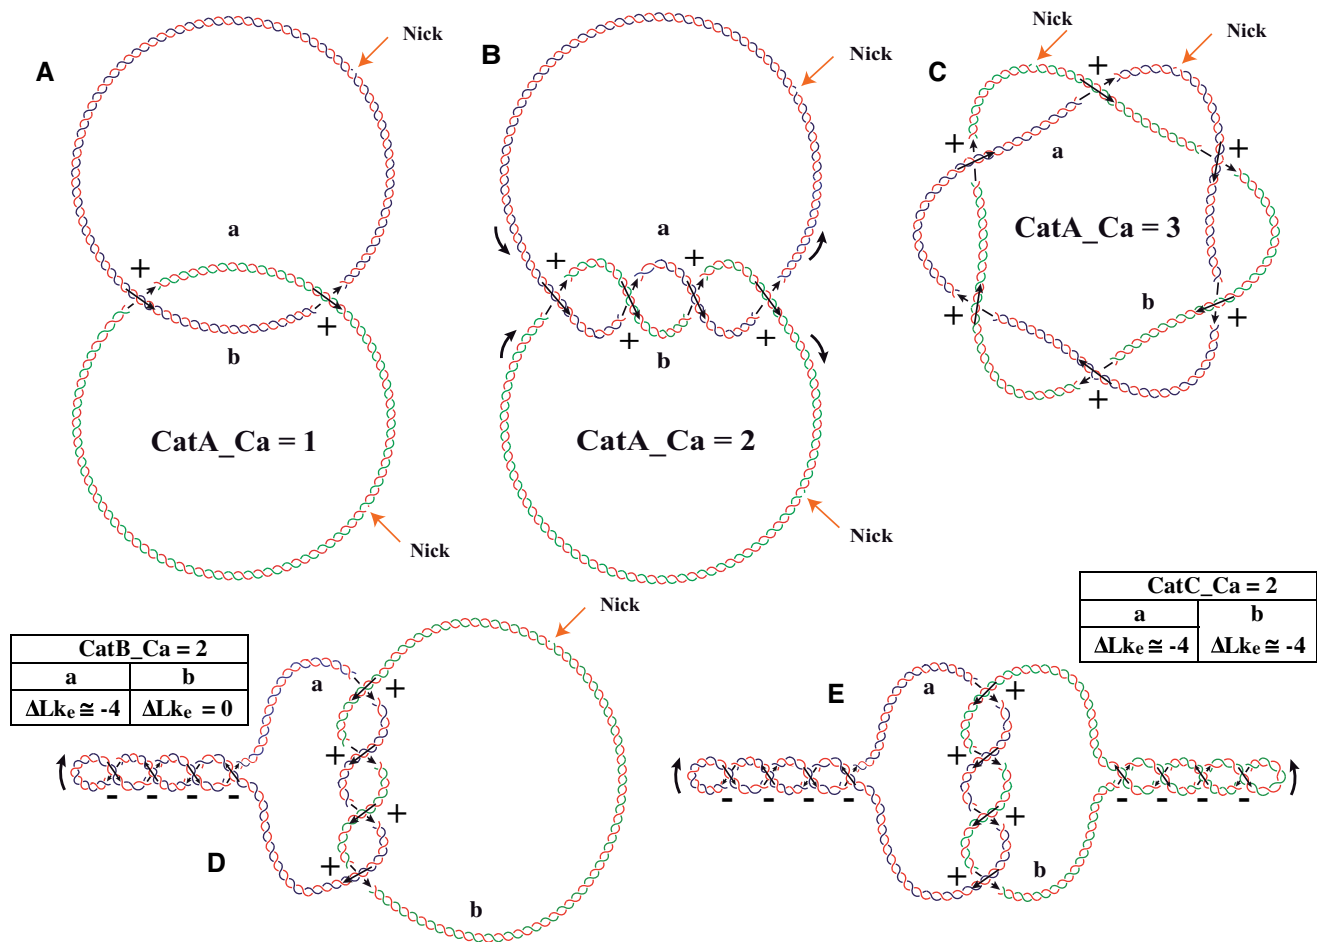 A
Nick
a
+
+
b
CatA_Ca = 1
Nick
B
Nick
a
+
+
+
+
b
CatA_Ca = 2
Nick
C
Nick
Nick
+
+
+
a
CatA_Ca = 3
b
+
+
+
CatB_Ca = 2
a b
ΔLke ≅ -4 ΔLke = 0
Nick
a
+
+
+
+
- - - -
D
b
CatC_Ca = 2
a b
ΔLke ≅ -4 ΔLke ≅ -4
E
a
+
+
+
+
- - - -
- - - -
b